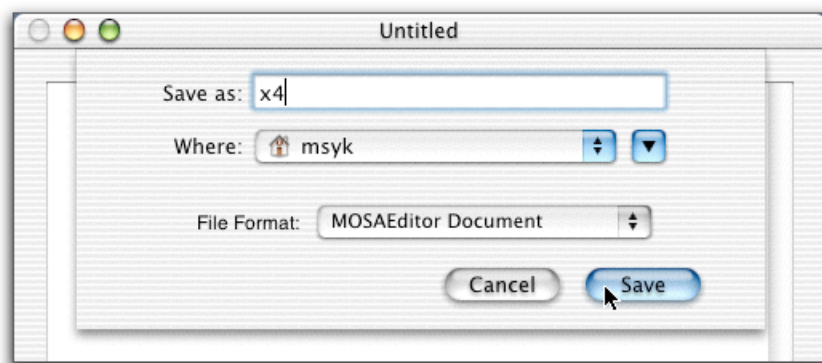 Untitled
Save as: x4
Where: msyk
File Format: MOSAEditor Document
Cancel Save